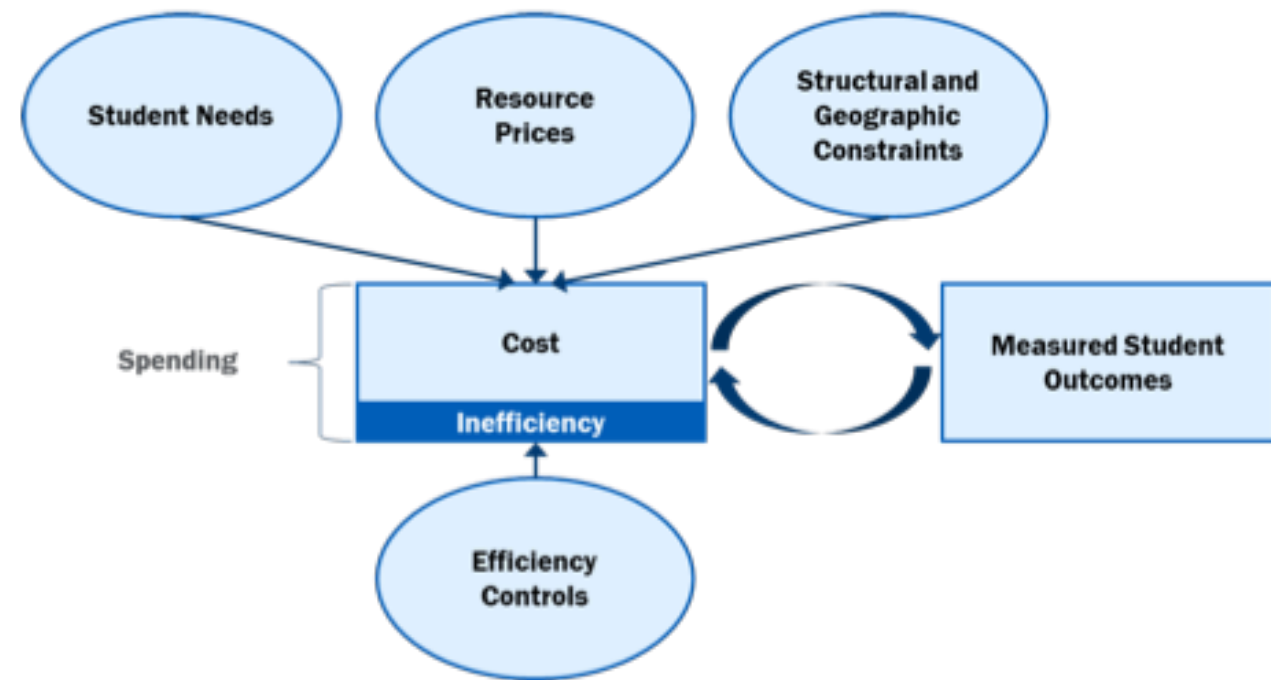 Student Needs
Resource
Prices
Structural and
Geographic
Constraints
Spending
Cost
Inefficiency
Measured Student
Outcomes
Efficiency
Controls